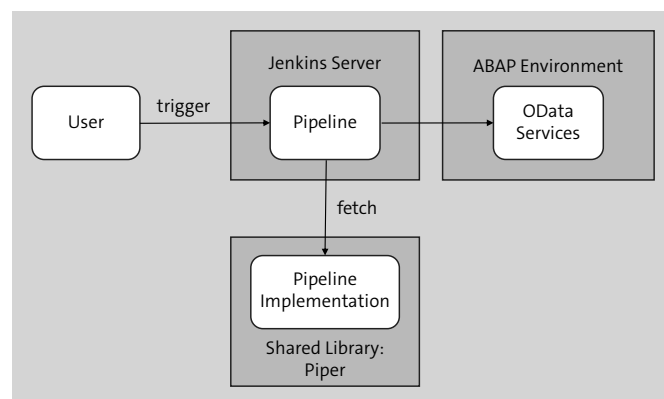 Jenkins Server
ABAP Environment
User
trigger
Pipeline
OData
Services
fetch
Pipeline
Implementation
Shared Library:
Piper